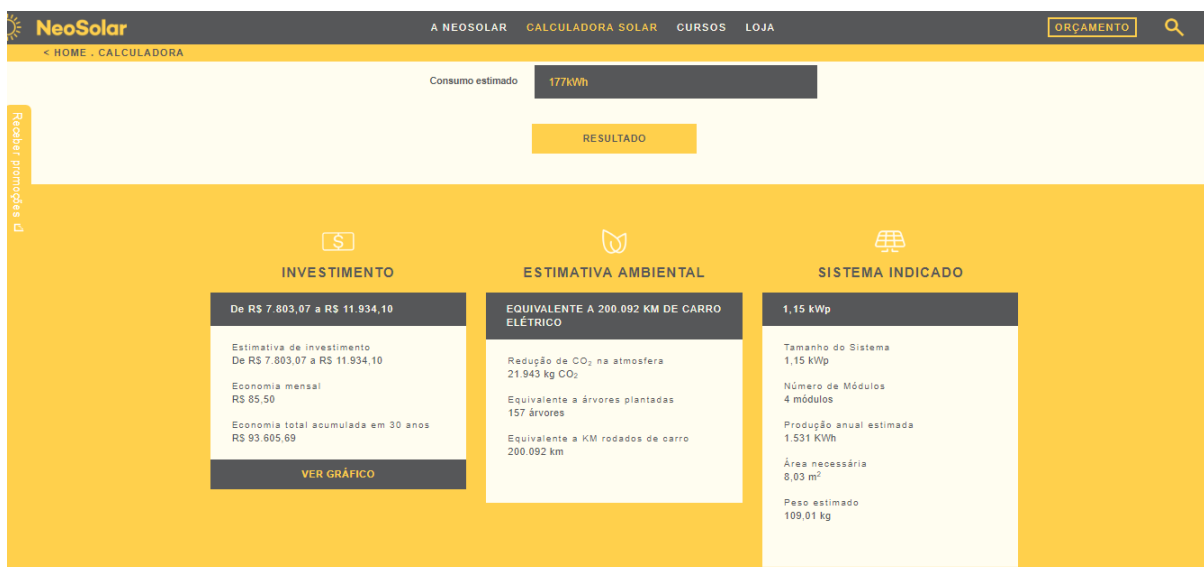 NeoSolar
A NEOSOLAR CALCULADORA SOLAR CURSOS LOJA
ORÇAMENTO
< HOME . CALCULADORA
Consumo estimado
177kWh
RESULTADO
Receber promoções
$
INVESTIMENTO
De R$ 7.803,07 a R$ 11.934,10
Estimativa de investimento
De R$ 7.803,07 a R$ 11.934,10
Economia mensal
R$ 85,50
Economia total acumulada em 30 anos
R$ 93.605,69
VER GRÁFICO
ESTIMATIVA AMBIENTAL
EQUIVALENTE A 200.092 KM DE CARRO
ELÉTRICO
Redução de CO₂ na atmosfera
21.943 kg CO₂
Equivalente a árvores plantadas
157 árvores
Equivalente a KM rodados de carro
200.092 km
SISTEMA INDICADO
1,15 kWp
Tamanho do Sistema
1,15 kWp
Número de Módulos
4 módulos
Produção anual estimada
1.531 KWh
Área necessária
8,03 m²
Peso estimado
109,01 kg